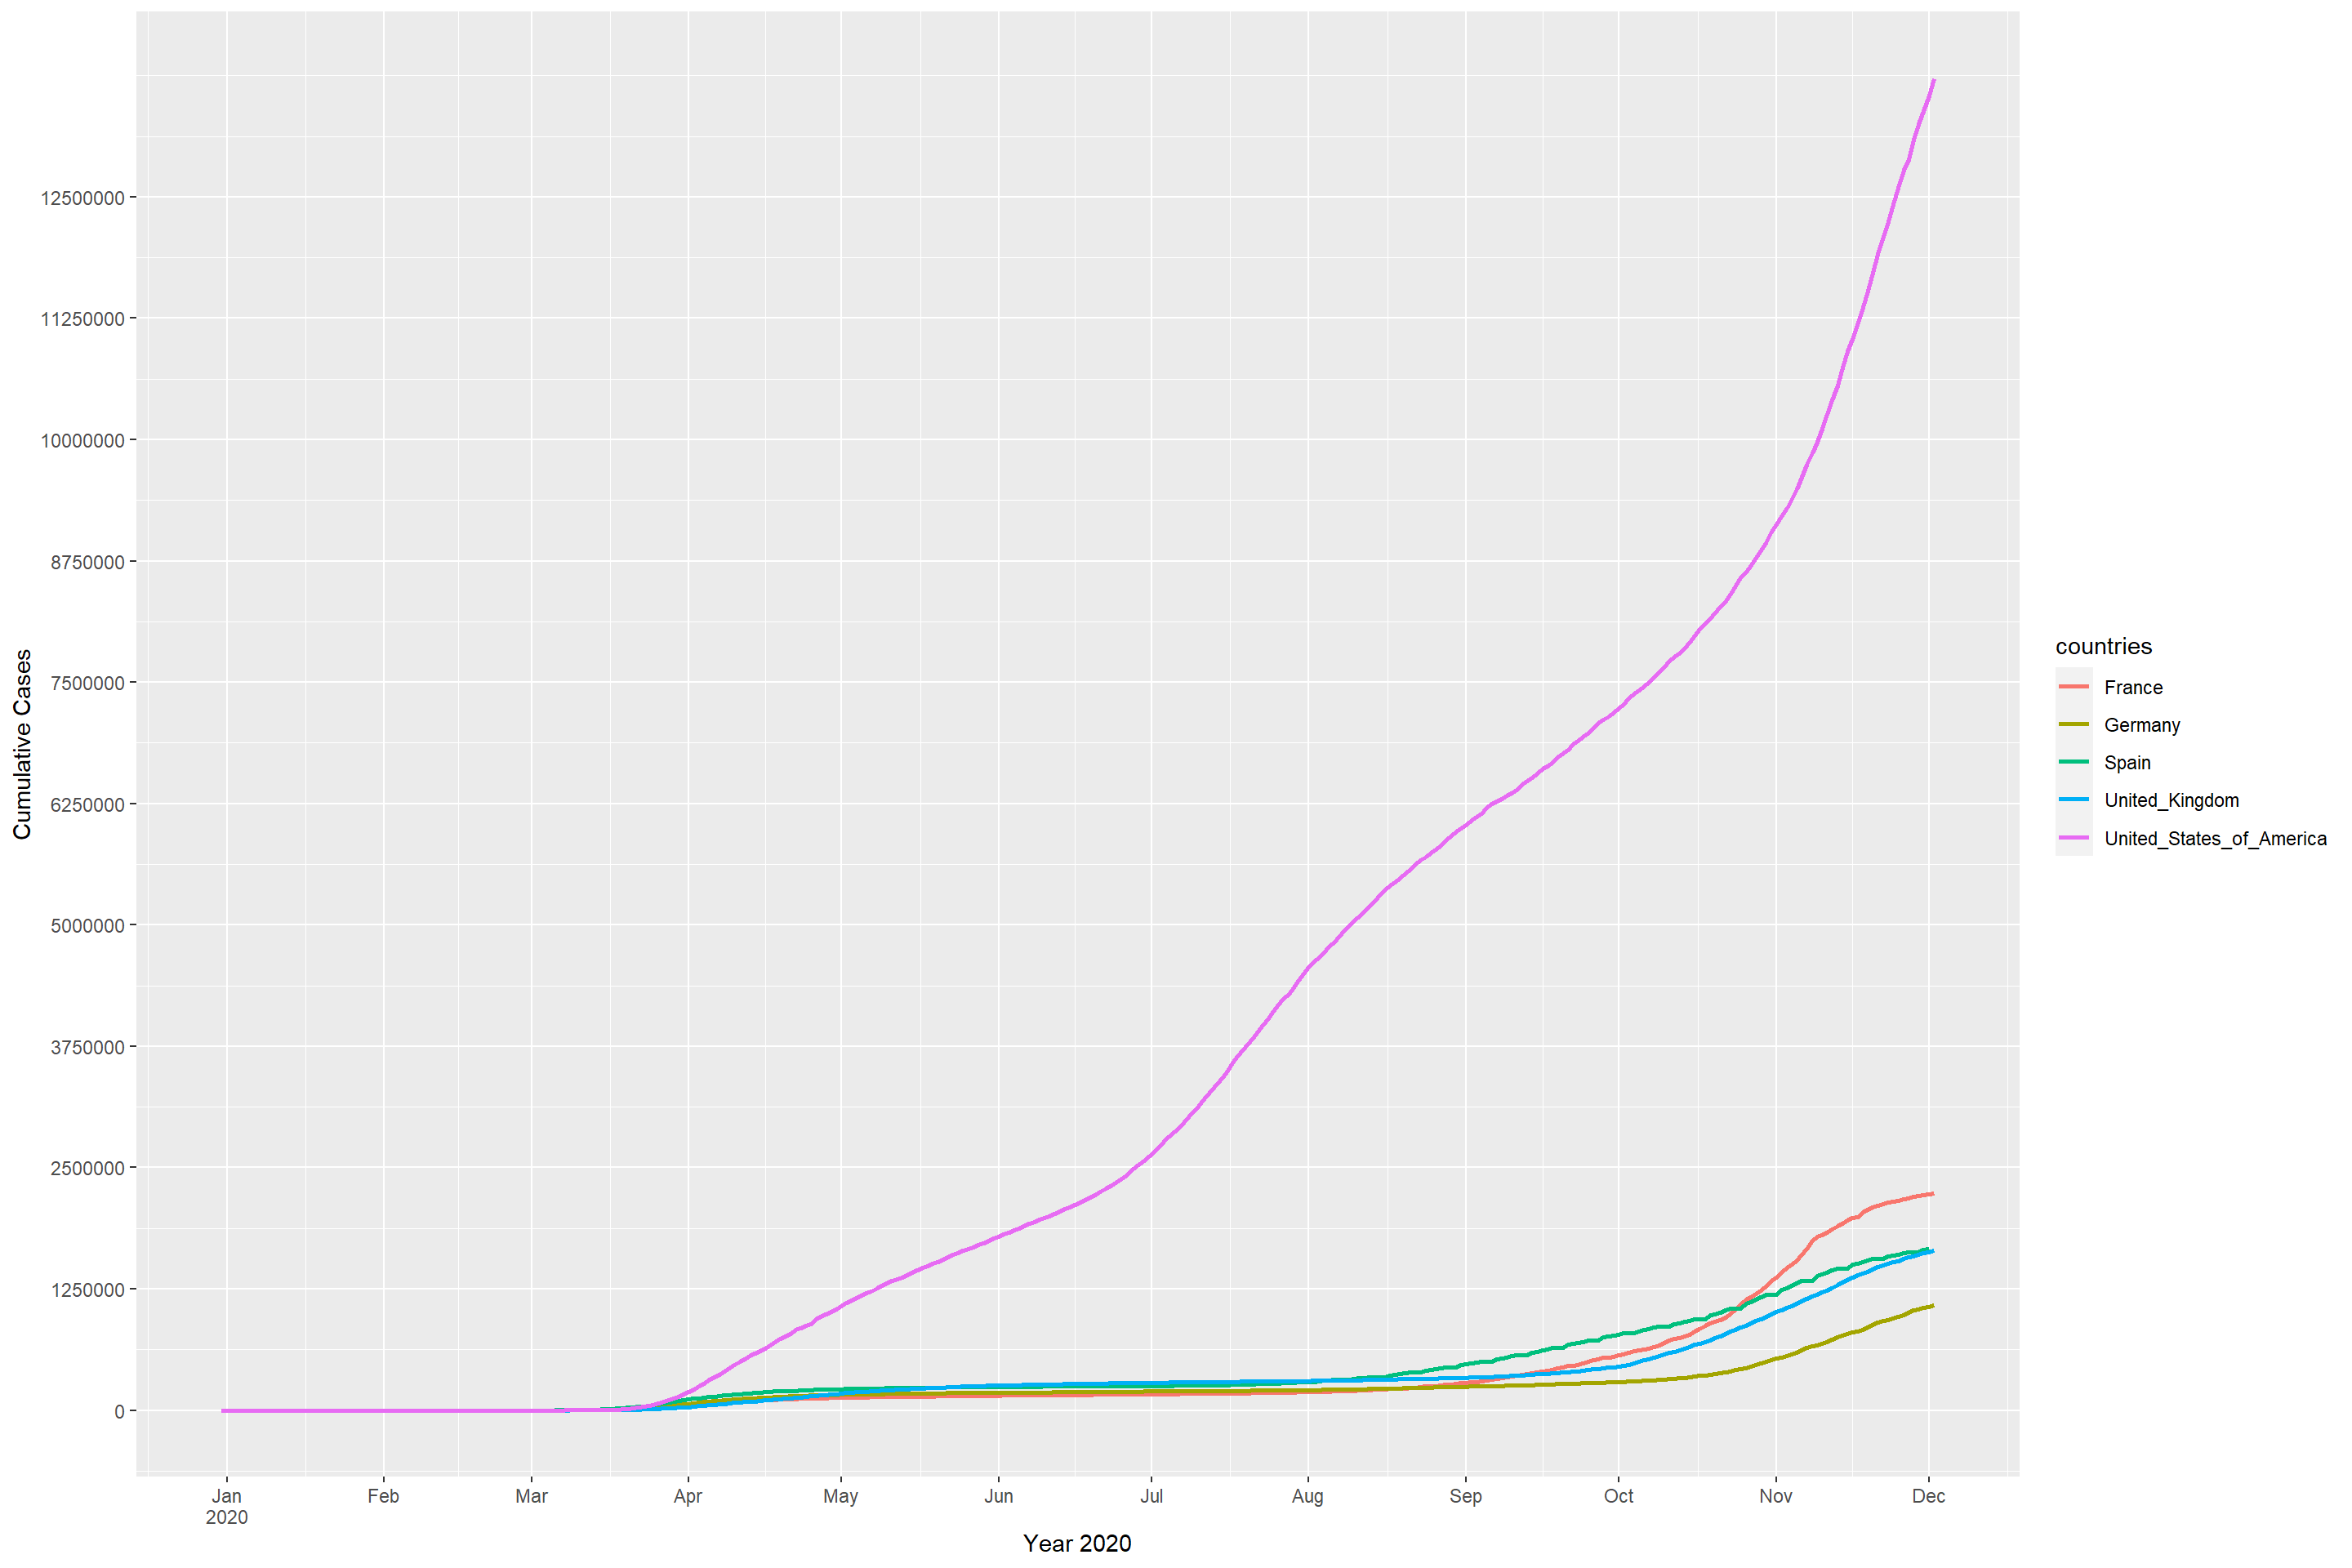 Cumulative Cases
12500000
11250000
10000000
8750000
7500000
6250000
5000000
3750000
2500000
1250000
0
Jan Feb Mar Apr May Jun Jul Aug Sep Oct Nov Dec
2020
Year 2020
countries
France
Germany
Spain
United_Kingdom
United_States_of_America